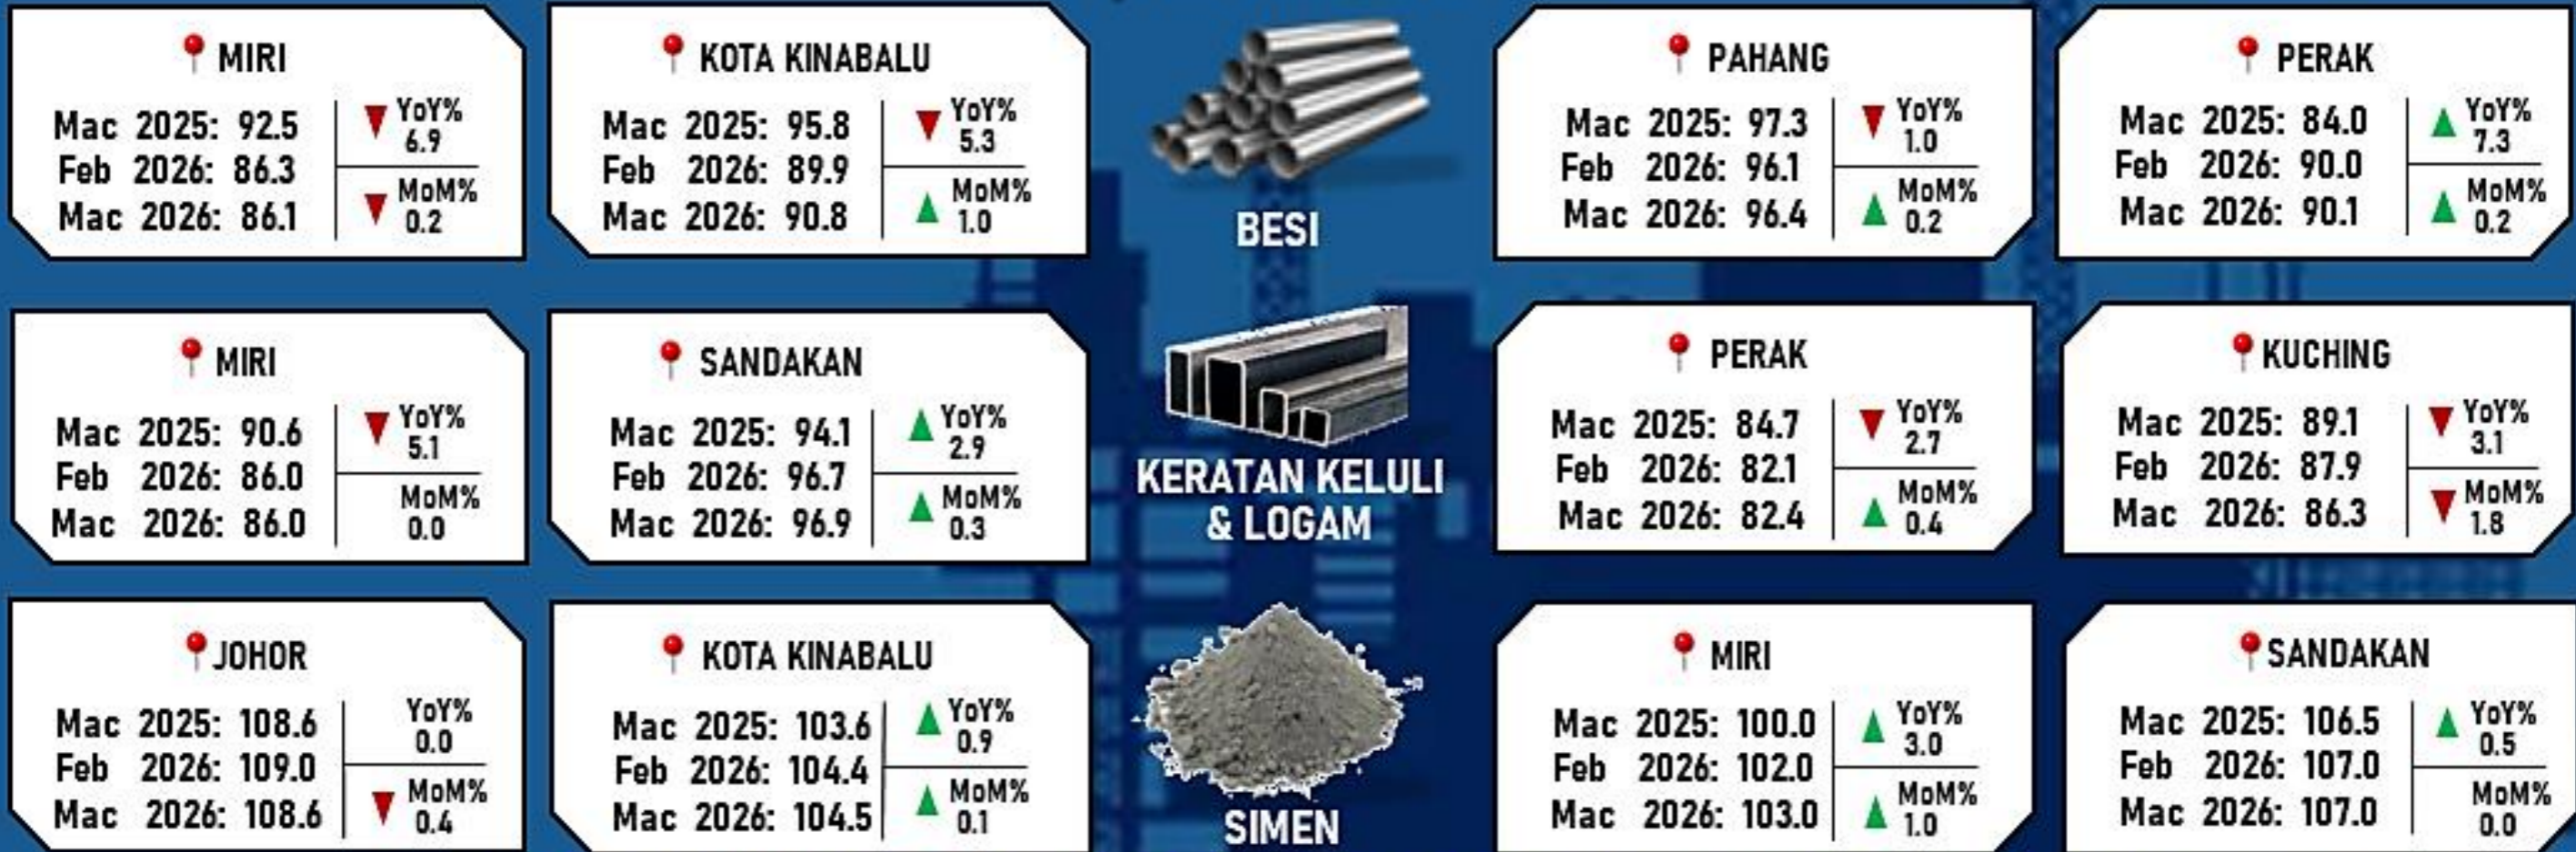 MIRI
Mac 2025: 92.5
Feb 2026: 86.3
Mac 2026: 86.1
YoY%
6.9
MoM%
0.2
KOTA KINABALU
Mac 2025: 95.8
Feb 2026: 89.9
Mac 2026: 90.8
YoY%
5.3
MoM%
1.0
BESI
PAHANG
Mac 2025: 97.3
Feb 2026: 96.1
Mac 2026: 96.4
YoY%
1.0
MoM%
0.2
PERAK
Mac 2025: 84.0
Feb 2026: 90.0
Mac 2026: 90.1
YoY%
7.3
MoM%
0.2
MIRI
Mac 2025: 90.6
Feb 2026: 86.0
Mac 2026: 86.0
YoY%
5.1
MoM%
0.0
SANDAKAN
Mac 2025: 94.1
Feb 2026: 96.7
Mac 2026: 96.9
YoY%
2.9
MoM%
0.3
KERATAN KELULI
& LOGAM
PERAK
Mac 2025: 84.7
Feb 2026: 82.1
Mac 2026: 82.4
YoY%
2.7
MoM%
0.4
KUCHING
Mac 2025: 89.1
Feb 2026: 87.9
Mac 2026: 86.3
YoY%
3.1
MoM%
1.8
JOHOR
Mac 2025: 108.6
Feb 2026: 109.0
Mac 2026: 108.6
YoY%
0.0
MoM%
0.4
KOTA KINABALU
Mac 2025: 103.6
Feb 2026: 104.4
Mac 2026: 104.5
YoY%
0.9
MoM%
0.1
SIMEN
MIRI
Mac 2025: 100.0
Feb 2026: 102.0
Mac 2026: 103.0
YoY%
3.0
MoM%
1.0
SANDAKAN
Mac 2025: 106.5
Feb 2026: 107.0
Mac 2026: 107.0
YoY%
0.5
MoM%
0.0